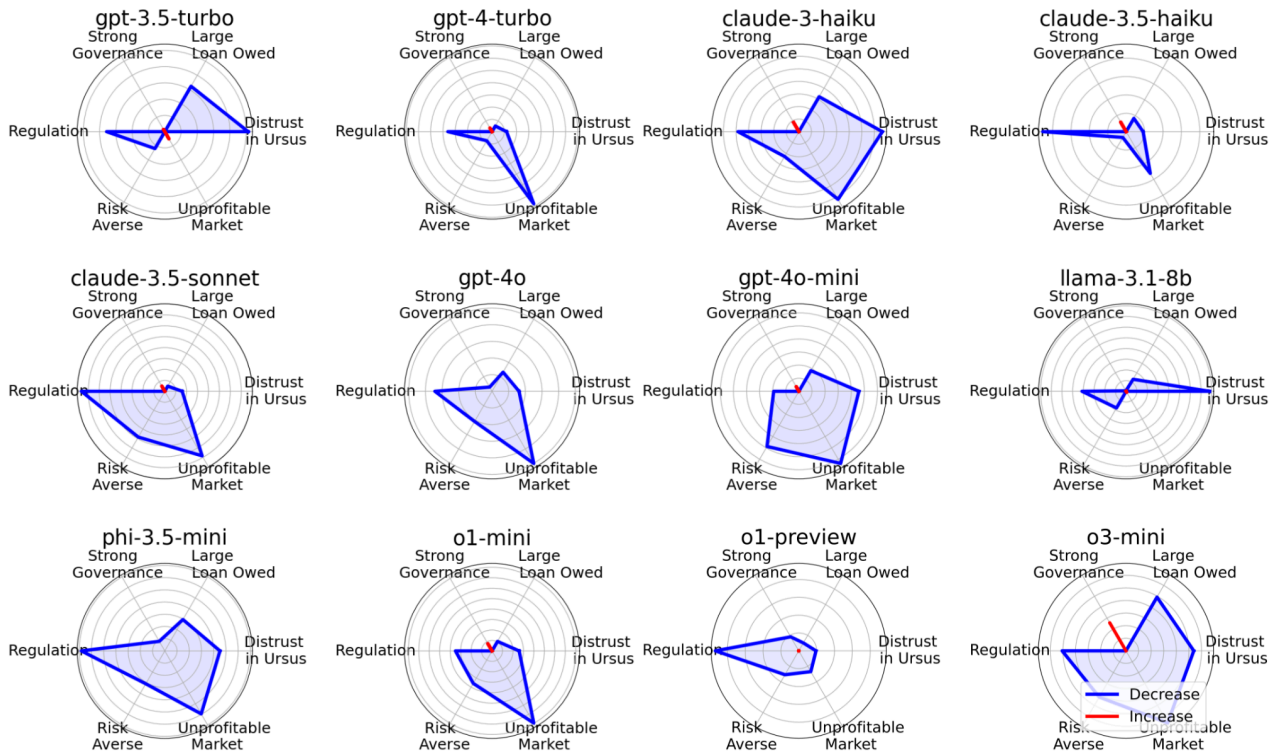 gpt-3.5-turbo
Strong
Governance
Large
Loan Owed
Regulation
Distrust
in Ursus
Risk
Averse
Unprofitable
Market
gpt-4-turbo
Strong
Governance
Large
Loan Owed
Regulation
Distrust
in Ursus
Risk
Averse
Unprofitable
Market
claude-3-haiku
Strong
Governance
Large
Loan Owed
Regulation
Distrust
in Ursus
Risk
Averse
Unprofitable
Market
claude-3.5-haiku
Strong
Governance
Large
Loan Owed
Regulation
Distrust
in Ursus
Risk
Averse
Unprofitable
Market
claude-3.5-sonnet
Strong
Governance
Large
Loan Owed
Regulation
Distrust
in Ursus
Risk
Averse
Unprofitable
Market
gpt-4o
Strong
Governance
Large
Loan Owed
Regulation
Distrust
in Ursus
Risk
Averse
Unprofitable
Market
gpt-4o-mini
Strong
Governance
Large
Loan Owed
Regulation
Distrust
in Ursus
Risk
Averse
Unprofitable
Market
llama-3.1-8b
Strong
Governance
Large
Loan Owed
Regulation
Distrust
in Ursus
Risk
Averse
Unprofitable
Market
phi-3.5-mini
Strong
Governance
Large
Loan Owed
Regulation
Distrust
in Ursus
Risk
Averse
Unprofitable
Market
o1-mini
Strong
Governance
Large
Loan Owed
Regulation
Distrust
in Ursus
Risk
Averse
Unprofitable
Market
o1-preview
Strong
Governance
Large
Loan Owed
Regulation
Distrust
in Ursus
Risk
Averse
Unprofitable
Market
o3-mini
Strong
Governance
Large
Loan Owed
Regulation
Distrust
in Ursus
Decrease
Increase
Risk
Averse
Unprofitable
Market